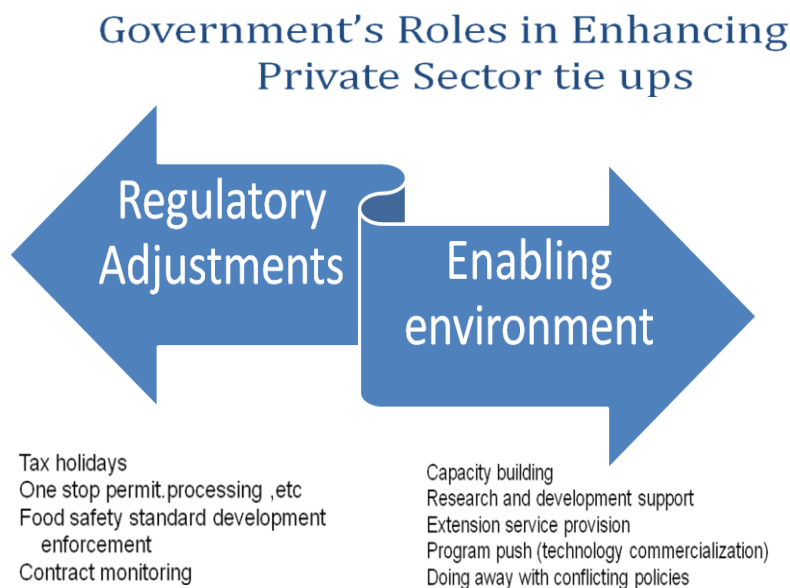 Government's Roles in Enhancing
Private Sector tie ups
Regulatory
Adjustments
Enabling
environment
Tax holidays
One stop permit.processing ,etc
Food safety standard development
enforcement
Contract monitoring
Capacity building
Research and development support
Extension service provision
Program push (technology commercialization)
Doing away with conflicting policies